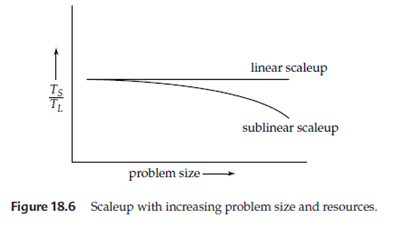 linear scaleup
T_S
T_L
sublinear scaleup
problem size
Figure 18.6 Scaleup with increasing problem size and resources.